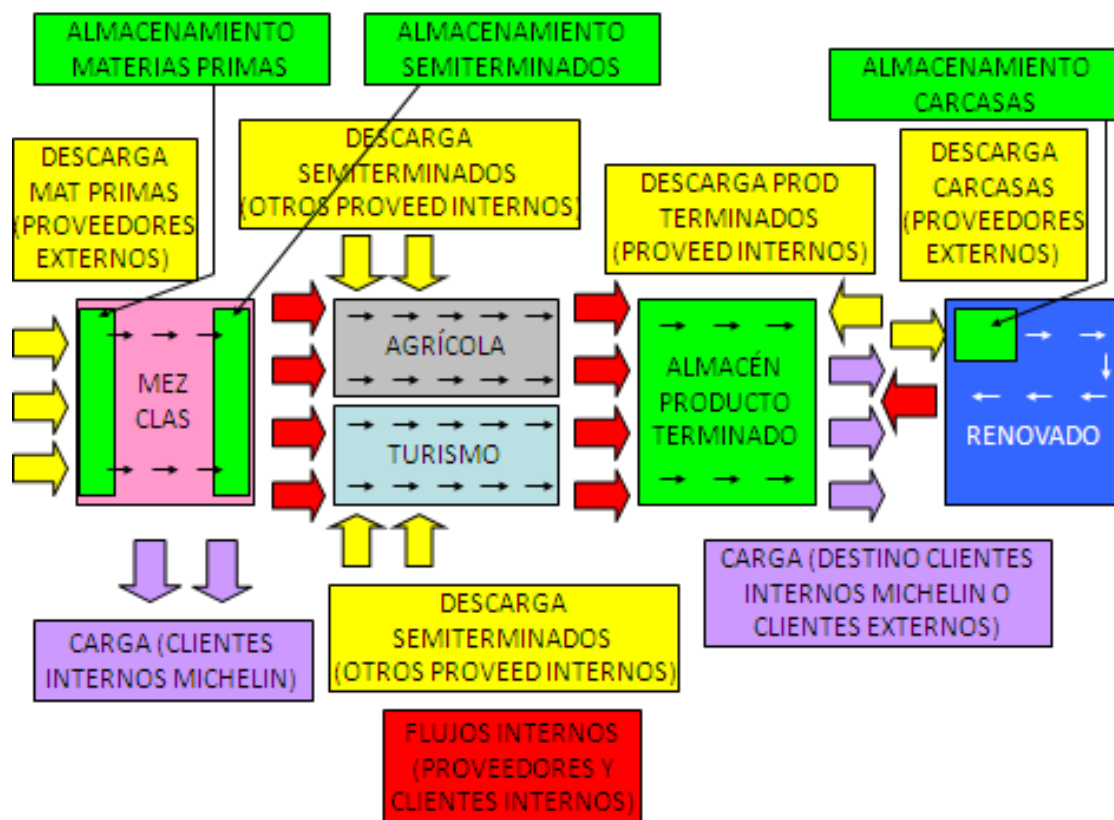 ALMACENAMIENTO
MATERIAS PRIMAS
ALMACENAMIENTO
SEMITERMINADOS
ALMACENAMIENTO
CARCASAS
DESCARGA
MAT PRIMAS
(PROVEEDORES
EXTERNOS)
DESCARGA
SEMITERMINADOS
(OTROS PROVEED INTERNOS)
DESCARGA PROD
TERMINADOS
(PROVEED INTERNOS)
DESCARGA
CARCASAS
(PROVEEDORES
EXTERNOS)
MEZ
CLAS
AGRÍCOLA
TURISMO
ALMACÉN
PRODUCTO
TERMINADO
RENOVADO
CARGA (CLIENTES
INTERNOS MICHELIN)
DESCARGA
SEMITERMINADOS
(OTROS PROVEED INTERNOS)
CARGA (DESTINO CLIENTES
INTERNOS MICHELIN O
CLIENTES EXTERNOS)
FLUJOS INTERNOS
(PROVEEDORES Y
CLIENTES INTERNOS)